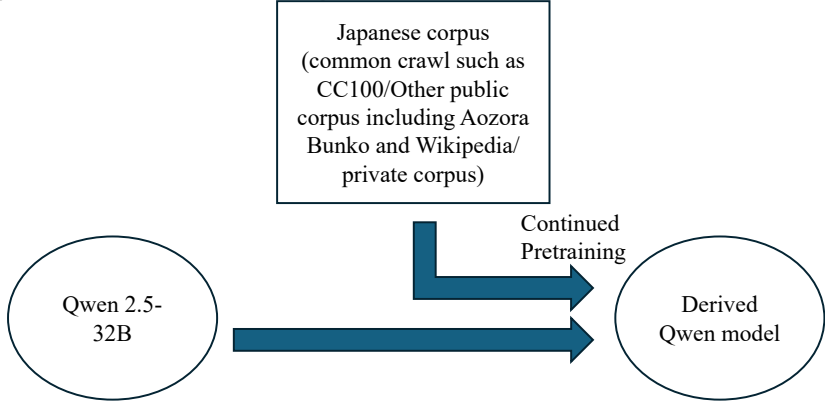 Japanese corpus
(common crawl such as
CC100/Other public
corpus including Aozora
Bunko and Wikipedia/
private corpus)
Continued
Pretraining
Qwen 2.5-
32B
Derived
Qwen model